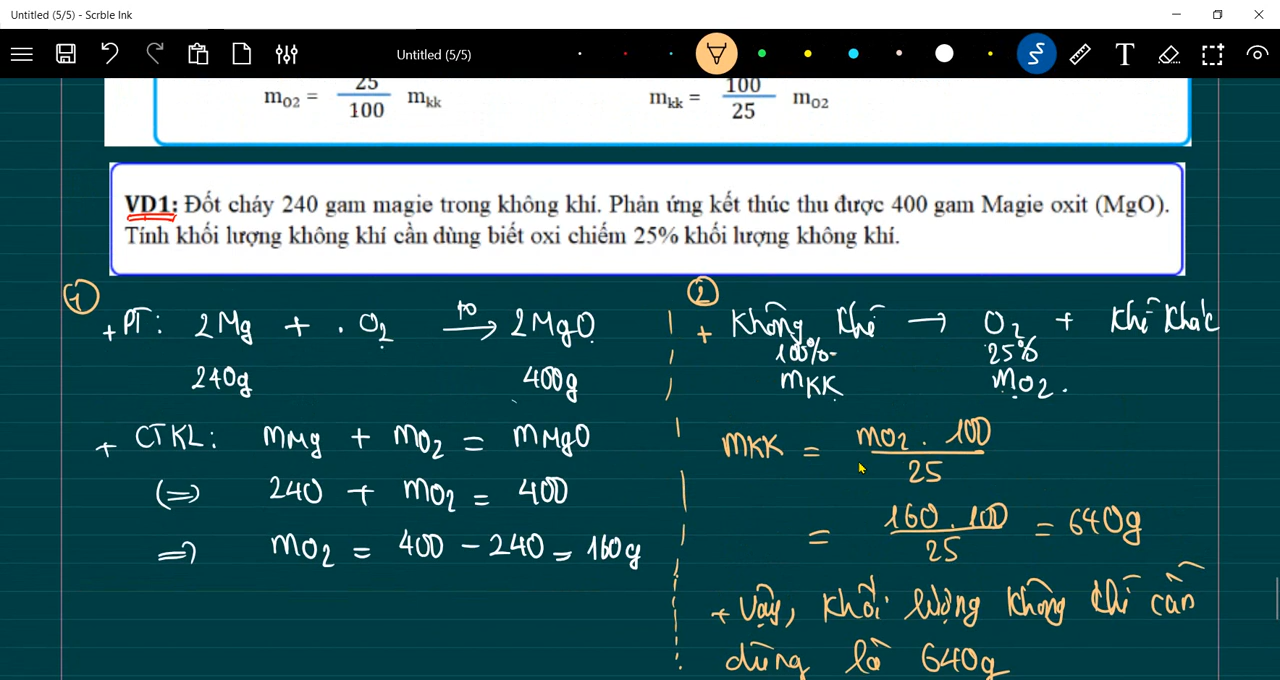 Untitled (5/5) - Scrble Ink
Untitled (5/5)
T
mO2 = 25/100 mkk
mkk = 100/25 mO2
VD1: Đốt cháy 240 gam magie trong không khí. Phản ứng kết thúc thu được 400 gam Magie oxit (MgO).
Tính khối lượng không khí cần dùng biết oxi chiếm 25% khối lượng không khí.
1
+ PT: 2Mg + O2 →(t0) 2MgO
240g 400g
+ CTKL: mMg + mO2 = mMgO
(=> 240 + mO2 = 400
=> mO2 = 400 - 240 = 160g
2
+ Không khí → O2 + khí khác
100% 25%
mKK mO2.
mKK = mO2 . 100 / 25
= 160 . 100 / 25 = 640g
+ Vậy, khối lượng không khí cần
dùng là 640g